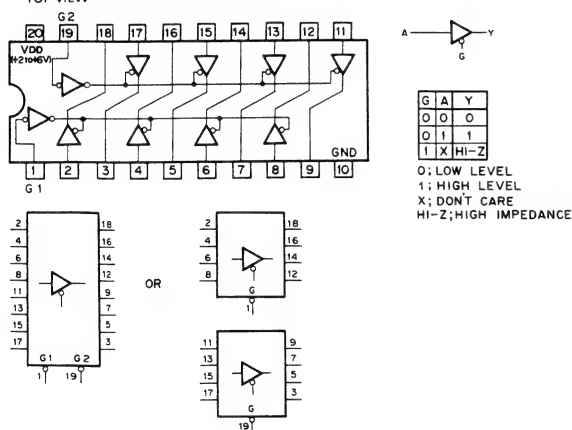 TOP VIEW
G2
20 19 18 17 16 15 14 13 12 11
VDD
(+2 to +6V)
GND
1 2 3 4 5 6 7 8 9 10
G1
A Y
G
G A Y
0 0 0
0 1 1
1 X HI-Z
0; LOW LEVEL
1; HIGH LEVEL
X; DON'T CARE
HI-Z; HIGH IMPEDANCE
2 18
4 16
6 14
8 12
11 9
13 7
15 5
17 3
G1 G2
1 19
OR
2 18
4 16
6 14
8 12
G
1
11 9
13 7
15 5
17 3
G
19